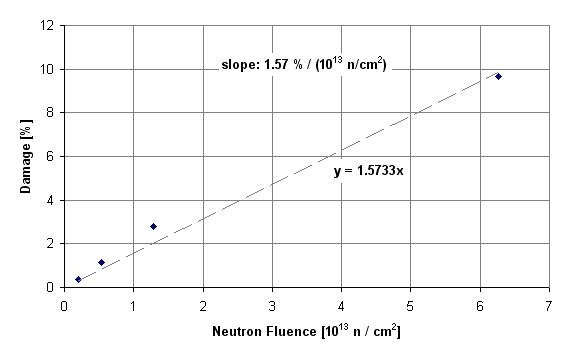 12
slope: 1.57 % / (10¹³ n/cm²)
10
8
Damage [%]
6
y = 1.5733x
4
2
0
0 1 2 3 4 5 6 7
Neutron Fluence [10¹³ n / cm²]